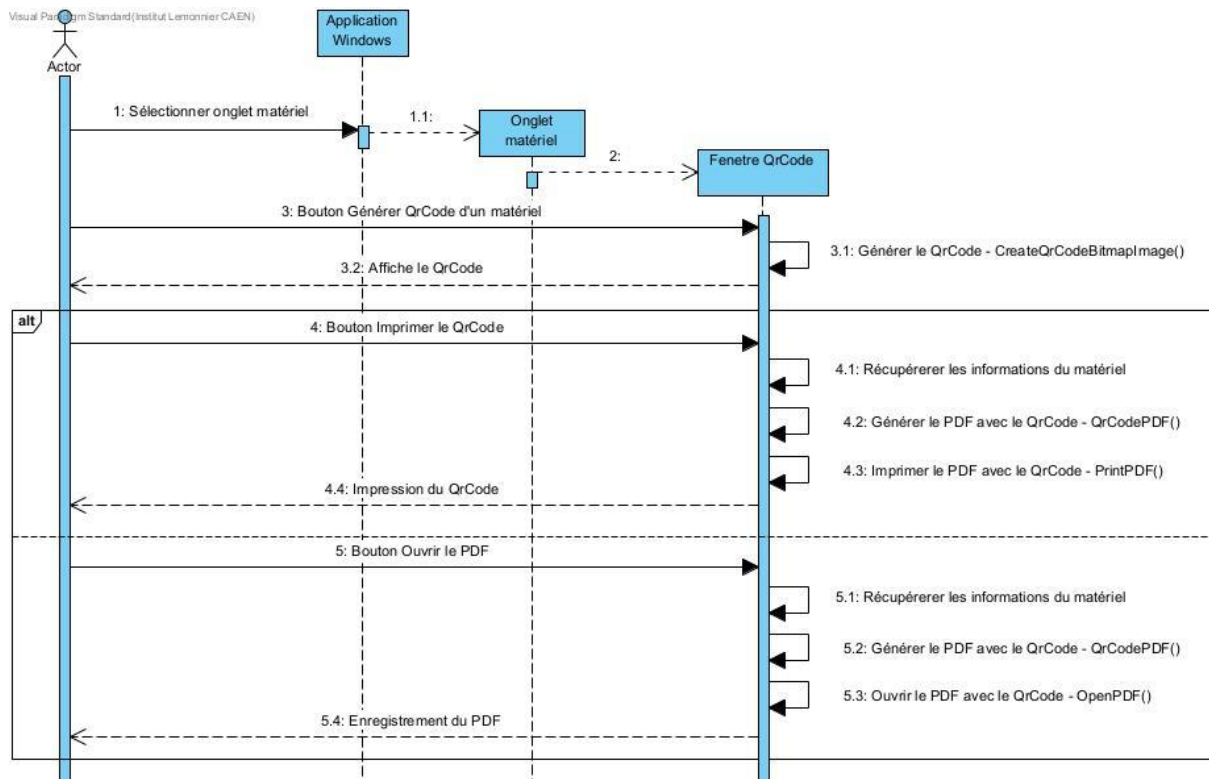 Visual Paradigm Standard(Institut Lemonnier CAEN)
Actor
Application
Windows
1: Sélectionner onglet matériel
1.1:
Onglet
matériel
2:
Fenetre QrCode
3: Bouton Générer QrCode d'un matériel
3.1: Générer le QrCode - CreateQrCodeBitmapImage()
3.2: Affiche le QrCode
alt
4: Bouton Imprimer le QrCode
4.1: Récupérerer les informations du matériel
4.2: Générer le PDF avec le QrCode - QrCodePDF()
4.3: Imprimer le PDF avec le QrCode - PrintPDF()
4.4: Impression du QrCode
5: Bouton Ouvrir le PDF
5.1: Récupérerer les informations du matériel
5.2: Générer le PDF avec le QrCode - QrCodePDF()
5.3: Ouvrir le PDF avec le QrCode - OpenPDF()
5.4: Enregistrement du PDF